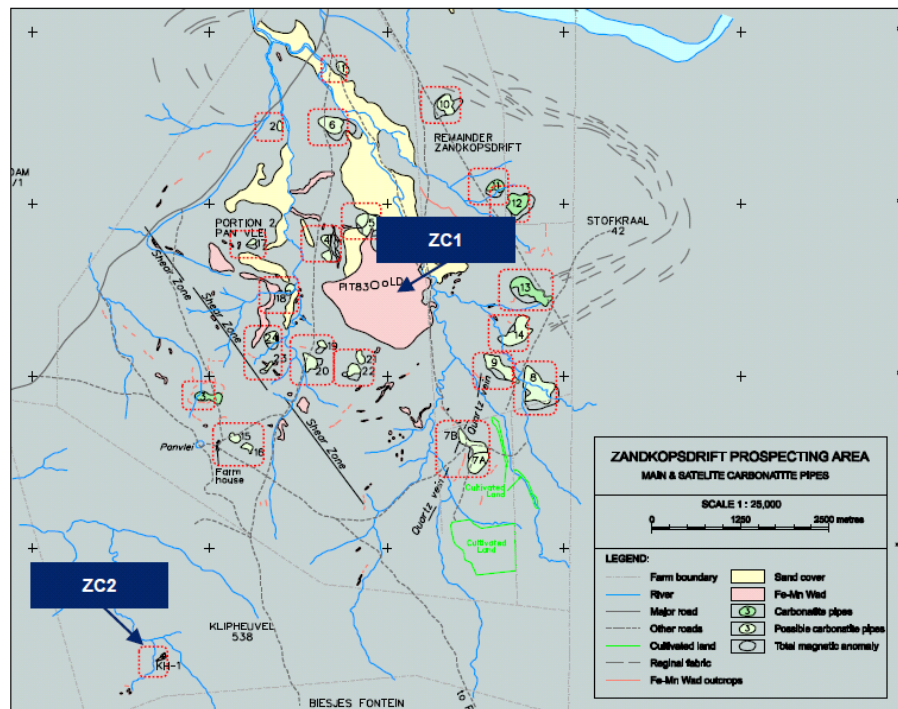 1
10
6
2
REMAINDER
ZANDKOPSDRIFT
DAM
/1
11
12
PORTION 2
PAN VLEI
5
STOFKRAAL
42
17
4
ZC1
Shear Zone
PIT83
13
18
Shear Zone
14
24
19
23
20
21
22
9
8
3
Quartz vein
15
16
Panvlei
Farm
house
Shear Zone
7B
7A
Cultivated
Land
Quartz vein
Cultivated
Land
ZC2
KLIPHEUVEL
538
KH-1
BIESJES FONTEIN
to
ZANDKOPSDRIFT PROSPECTING AREA
MAIN & SATELITE CARBONATITE PIPES
SCALE 1 : 25,000
0 1250 2500 metres
LEGEND:
Farm boundary
River
Major road
Other roads
Cultivated land
Regional fabric
Fe-Mn Wad outcrops
Sand cover
Fe-Mn Wad
3 Carbonatite pipes
3 Possible carbonatite pipes
Total magnetic anomaly